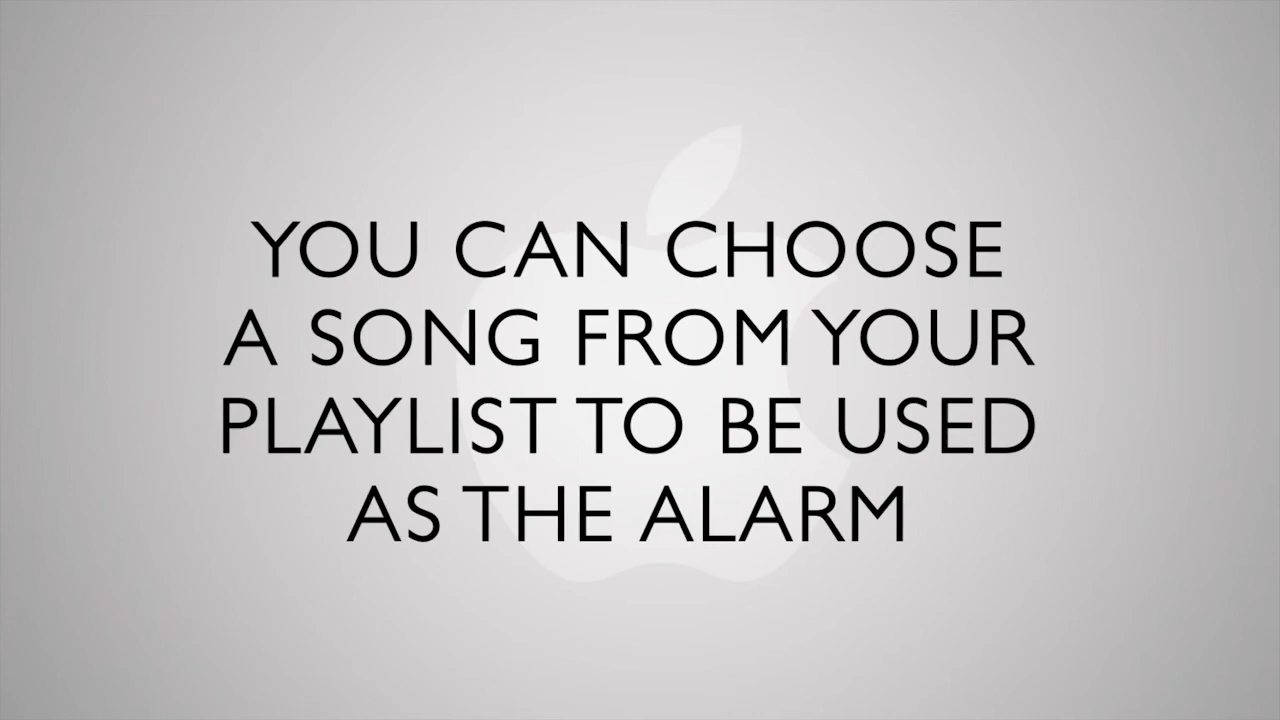 YOU CAN CHOOSE
A SONG FROM YOUR
PLAYLIST TO BE USED
AS THE ALARM